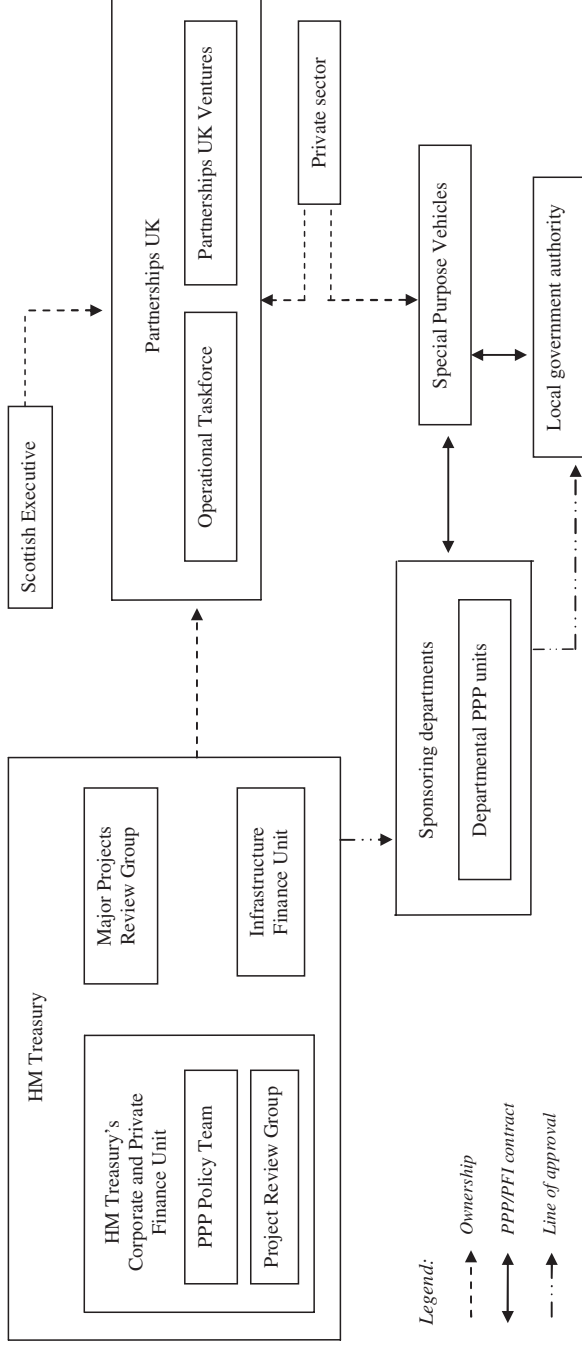 HM Treasury
HM Treasury's
Corporate and Private
Finance Unit
PPP Policy Team
Project Review Group
Major Projects
Review Group
Infrastructure
Finance Unit
Scottish Executive
Partnerships UK
Operational Taskforce
Partnerships UK Ventures
Private sector
Sponsoring departments
Departmental PPP units
Special Purpose Vehicles
Local government authority
Legend:
Ownership
PPP/PFI contract
Line of approval